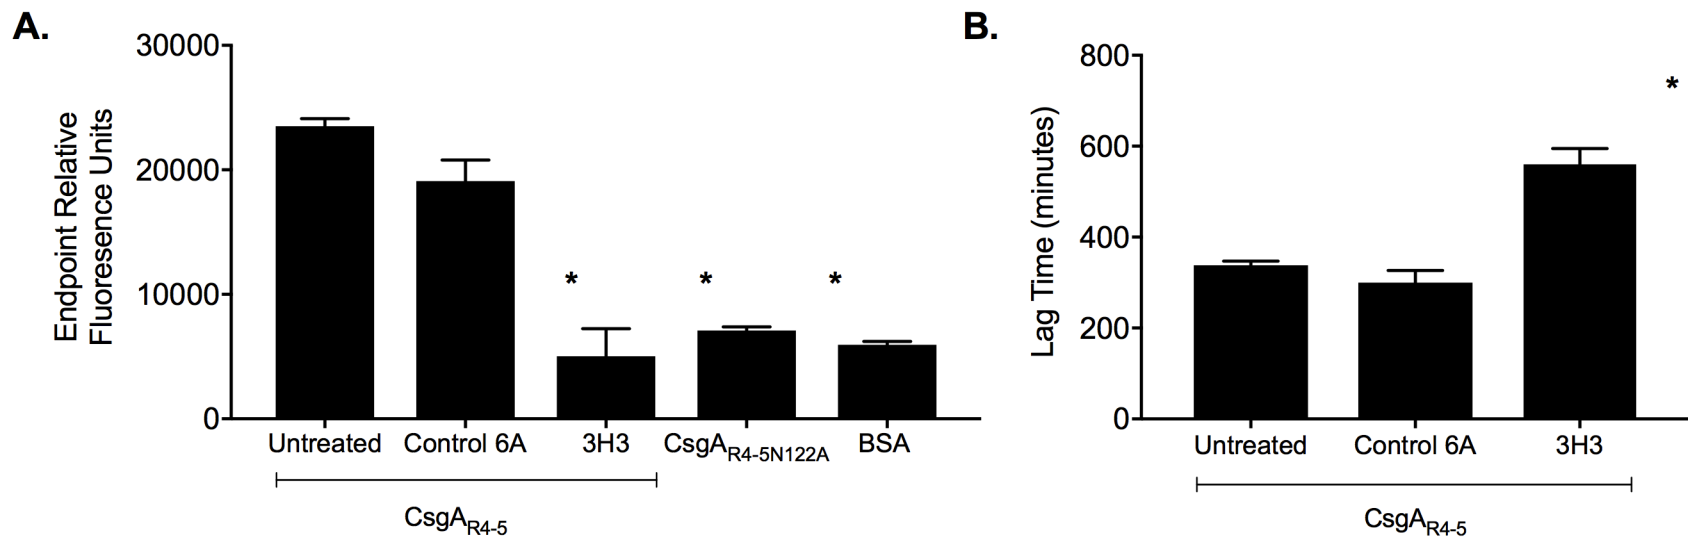 A.
Endpoint Relative
Fluoresence Units
30000
20000
10000
0
* * *
Untreated Control 6A 3H3 CsgAR4-5N122A BSA
CsgAR4-5
B.
Lag Time (minutes)
800
600
400
200
0
*
Untreated Control 6A 3H3
CsgAR4-5